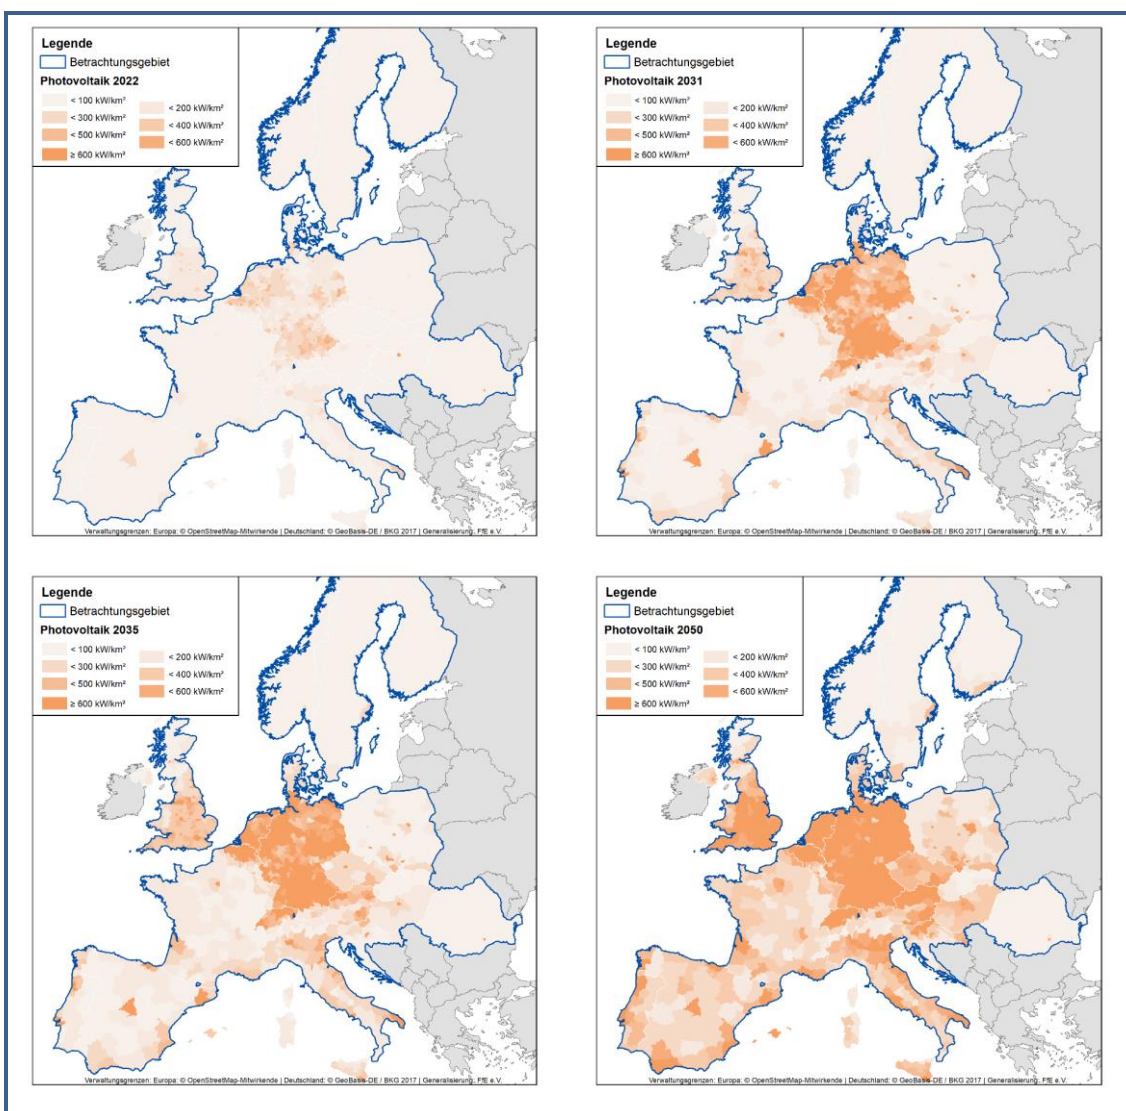 Legende
Betrachtungsgebiet
Photovoltaik 2022
< 100 kW/km²
< 200 kW/km²
< 300 kW/km²
< 400 kW/km²
< 500 kW/km²
< 600 kW/km²
≥ 600 kW/km²
Verwaltungsgrenzen: Europa: © OpenStreetMap-Mitwirkende | Deutschland: © GeoBasis-DE / BKG 2017 | Generalisierung: FfE e.V.
Legende
Betrachtungsgebiet
Photovoltaik 2031
< 100 kW/km²
< 200 kW/km²
< 300 kW/km²
< 400 kW/km²
< 500 kW/km²
< 600 kW/km²
≥ 600 kW/km²
Verwaltungsgrenzen: Europa: © OpenStreetMap-Mitwirkende | Deutschland: © GeoBasis-DE / BKG 2017 | Generalisierung: FfE e.V.
Legende
Betrachtungsgebiet
Photovoltaik 2035
< 100 kW/km²
< 200 kW/km²
< 300 kW/km²
< 400 kW/km²
< 500 kW/km²
< 600 kW/km²
≥ 600 kW/km²
Verwaltungsgrenzen: Europa: © OpenStreetMap-Mitwirkende | Deutschland: © GeoBasis-DE / BKG 2017 | Generalisierung: FfE e.V.
Legende
Betrachtungsgebiet
Photovoltaik 2050
< 100 kW/km²
< 200 kW/km²
< 300 kW/km²
< 400 kW/km²
< 500 kW/km²
< 600 kW/km²
≥ 600 kW/km²
Verwaltungsgrenzen: Europa: © OpenStreetMap-Mitwirkende | Deutschland: © GeoBasis-DE / BKG 2017 | Generalisierung: FfE e.V.